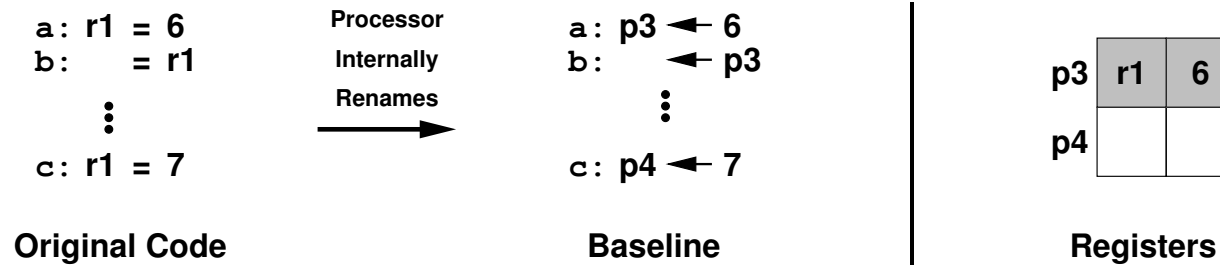 a: r1 = 6
b: = r1
c: r1 = 7
Original Code
Processor
Internally
Renames
a: p3 ← 6
b: ← p3
c: p4 ← 7
Baseline
p3 r1 6
p4
Registers